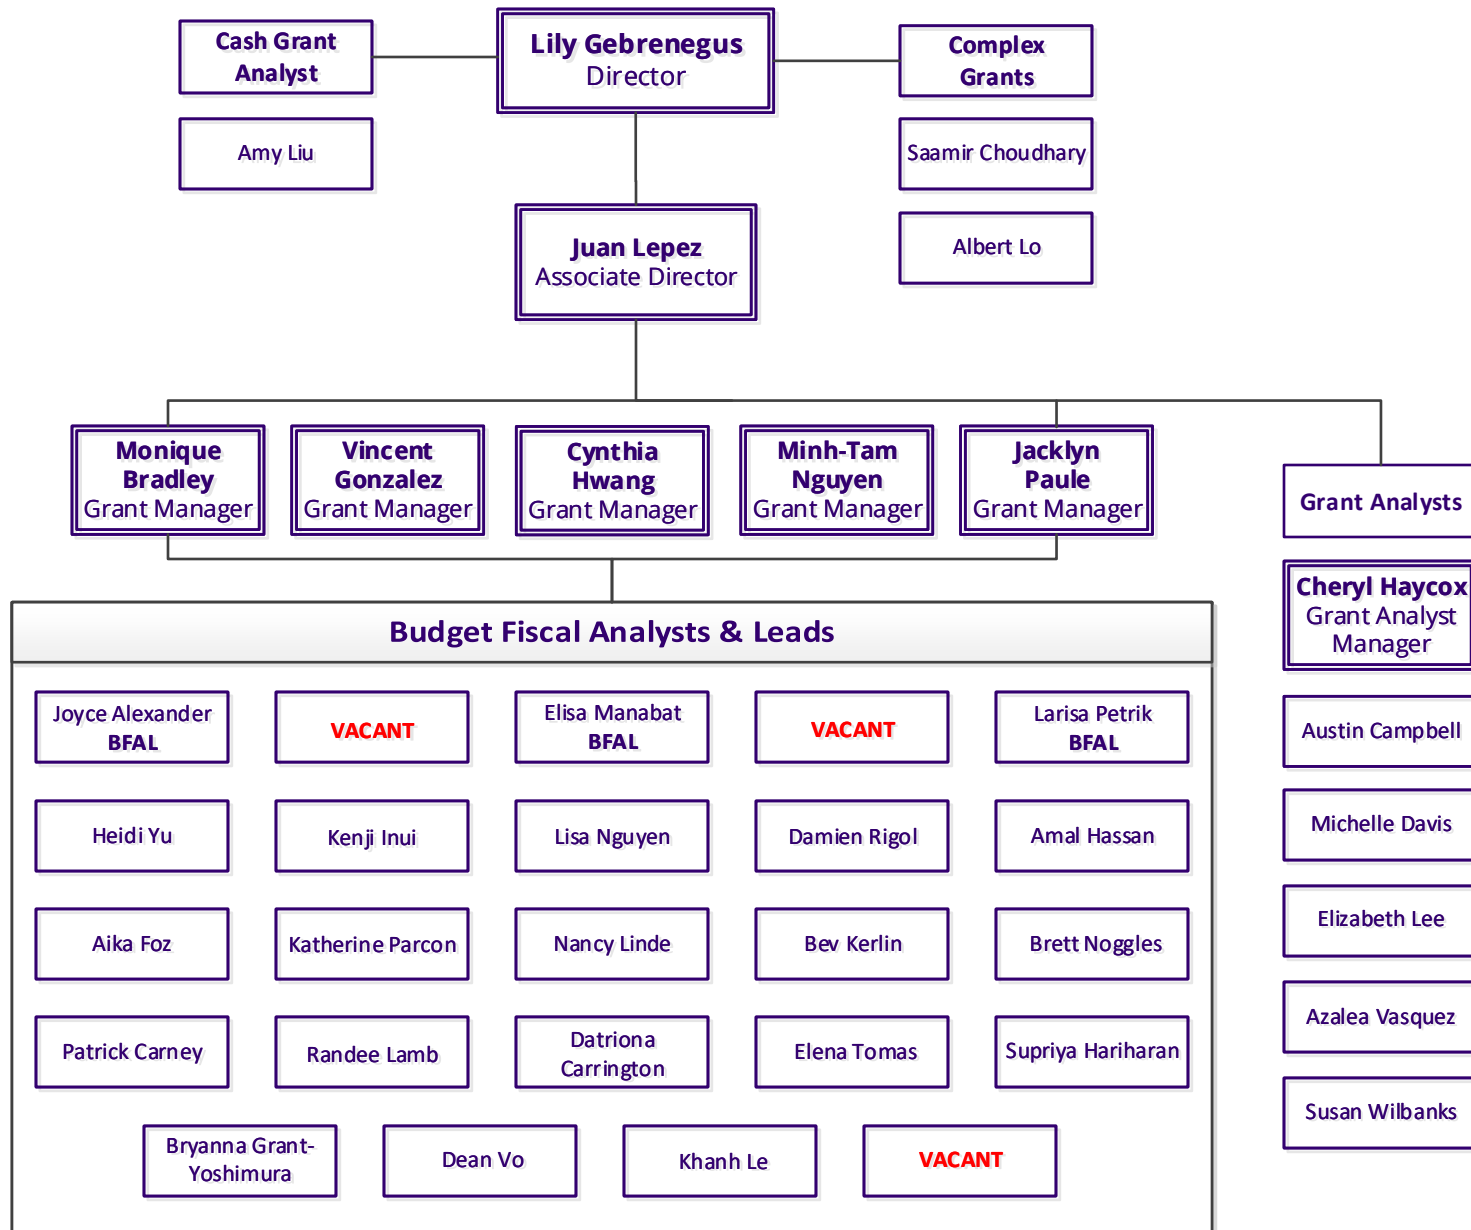 Cash Grant
Analyst
Lily Gebrenegus
Director
Complex
Grants
Amy Liu
Saamir Choudhary
Albert Lo
Juan Lepez
Associate Director
Monique
Bradley
Grant Manager
Vincent
Gonzalez
Grant Manager
Cynthia
Hwang
Grant Manager
Minh-Tam
Nguyen
Grant Manager
Jacklyn
Paule
Grant Manager
Grant Analysts
Cheryl Haycox
Grant Analyst
Manager
Austin Campbell
Michelle Davis
Elizabeth Lee
Azalea Vasquez
Susan Wilbanks
Budget Fiscal Analysts & Leads
Joyce Alexander
BFAL
VACANT
Elisa Manabat
BFAL
VACANT
Larisa Petrik
BFAL
Heidi Yu
Kenji Inui
Lisa Nguyen
Damien Rigol
Amal Hassan
Aika Foz
Katherine Parcon
Nancy Linde
Bev Kerlin
Brett Noggles
Patrick Carney
Randee Lamb
Datriona
Carrington
Elena Tomas
Supriya Hariharan
Bryanna Grant-
Yoshimura
Dean Vo
Khanh Le
VACANT